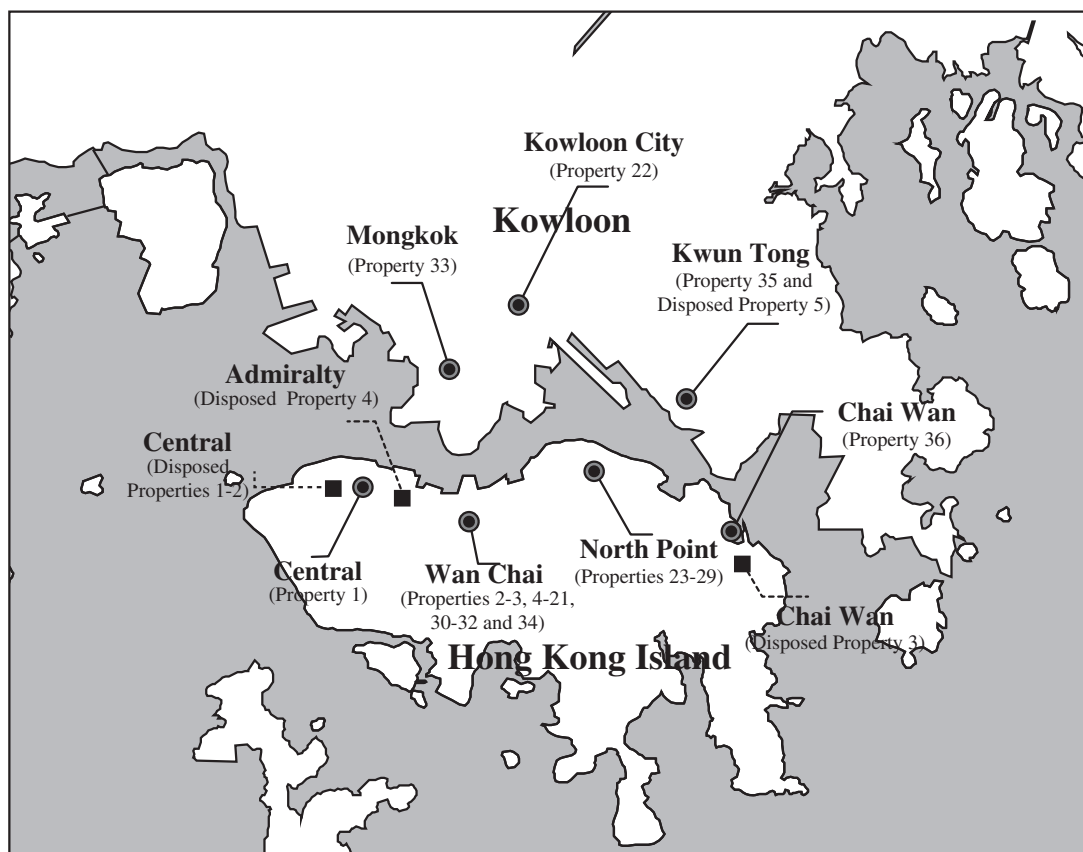 Kowloon City
(Property 22)
Kowloon
Mongkok
(Property 33)
Kwun Tong
(Property 35 and
Disposed Property 5)
Admiralty
(Disposed Property 4)
Chai Wan
(Property 36)
Central
(Disposed
Properties 1-2)
North Point
(Properties 23-29)
Central
(Property 1)
Wan Chai
(Properties 2-3, 4-21,
30-32 and 34)
Chai Wan
(Disposed Property 3)
Hong Kong Island